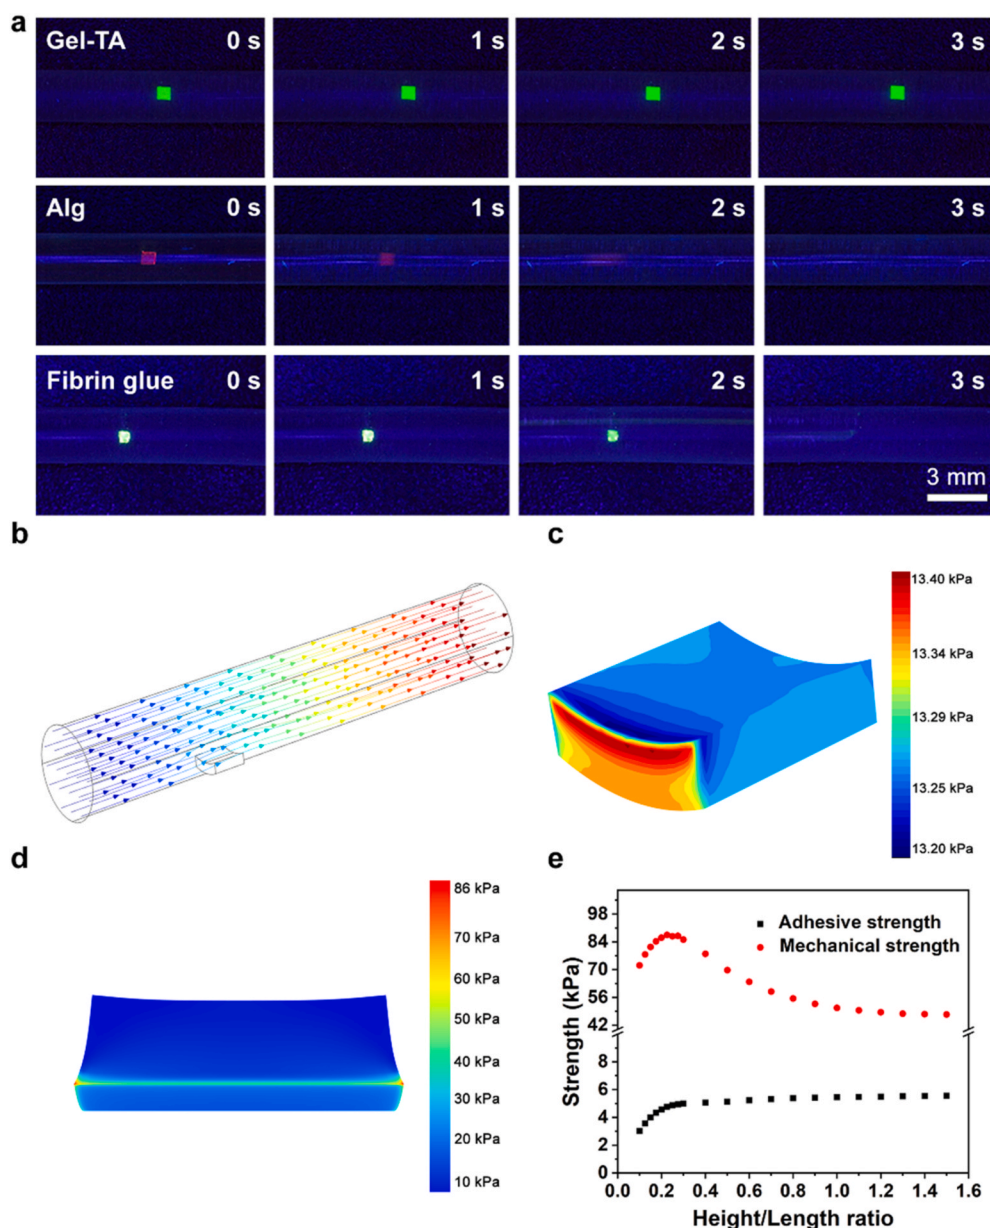 a
Gel-TA 0 s 1 s 2 s 3 s
Alg 0 s 1 s 2 s 3 s
Fibrin glue 0 s 1 s 2 s 3 s
3 mm
b
c
13.40 kPa
13.34 kPa
13.29 kPa
13.25 kPa
13.20 kPa
d
86 kPa
70 kPa
60 kPa
50 kPa
40 kPa
30 kPa
20 kPa
10 kPa
e
Strength (kPa)
98
84
70
56
42
8
6
4
2
0
Adhesive strength
Mechanical strength
0.0 0.2 0.4 0.6 0.8 1.0 1.2 1.4 1.6
Height/Length ratio